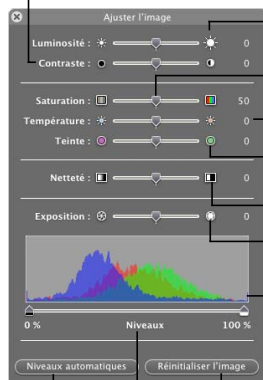 Ajuster l'image
Luminosité : 0
Contraste : 0
Saturation : 50
Température : 0
Teinte : 0
Netteté : 0
Exposition : 0
0 % Niveaux 100 %
Niveaux automatiques Réinitialiser l'image